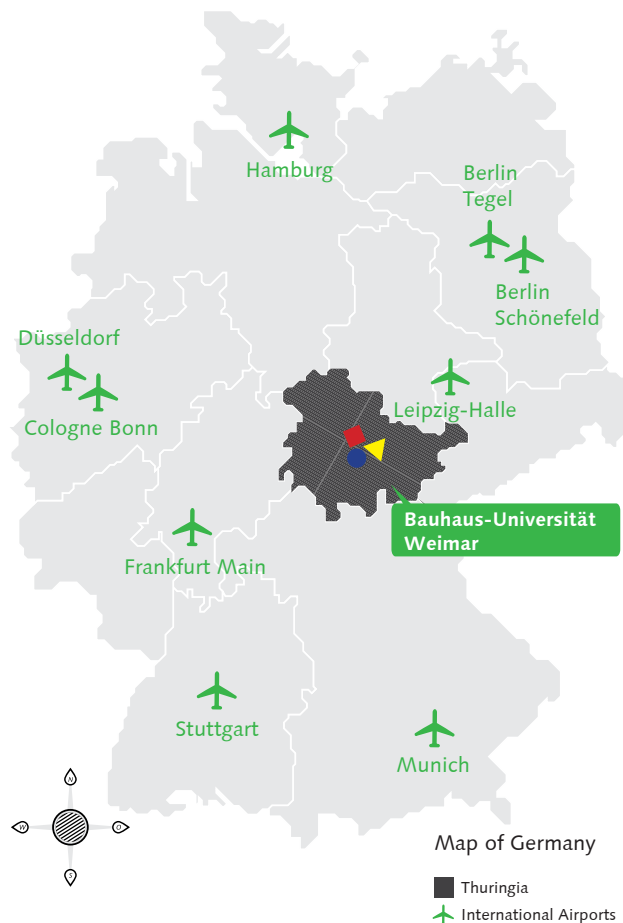 Hamburg
Berlin
Tegel
Berlin
Schönefeld
Düsseldorf
Cologne Bonn
Leipzig-Halle
Bauhaus-Universität
Weimar
Frankfurt Main
Stuttgart
Munich
N
W
O
S
Map of Germany
Thuringia
International Airports